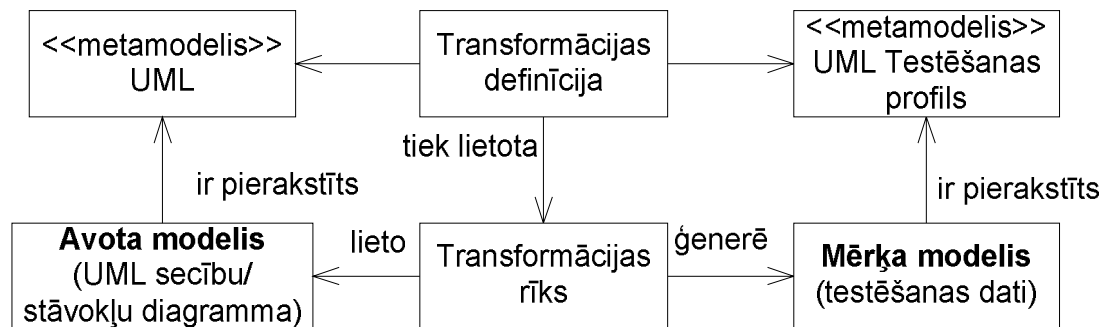 <<metamodelis>>
UML
Transformācijas
definīcija
<<metamodelis>>
UML Testēšanas
profils
tiek lietota
ir pierakstīts
ir pierakstīts
Avota modelis
(UML secību/
stāvokļu diagramma)
lieto
Transformācijas
rīks
ģenerē
Mērķa modelis
(testēšanas dati)